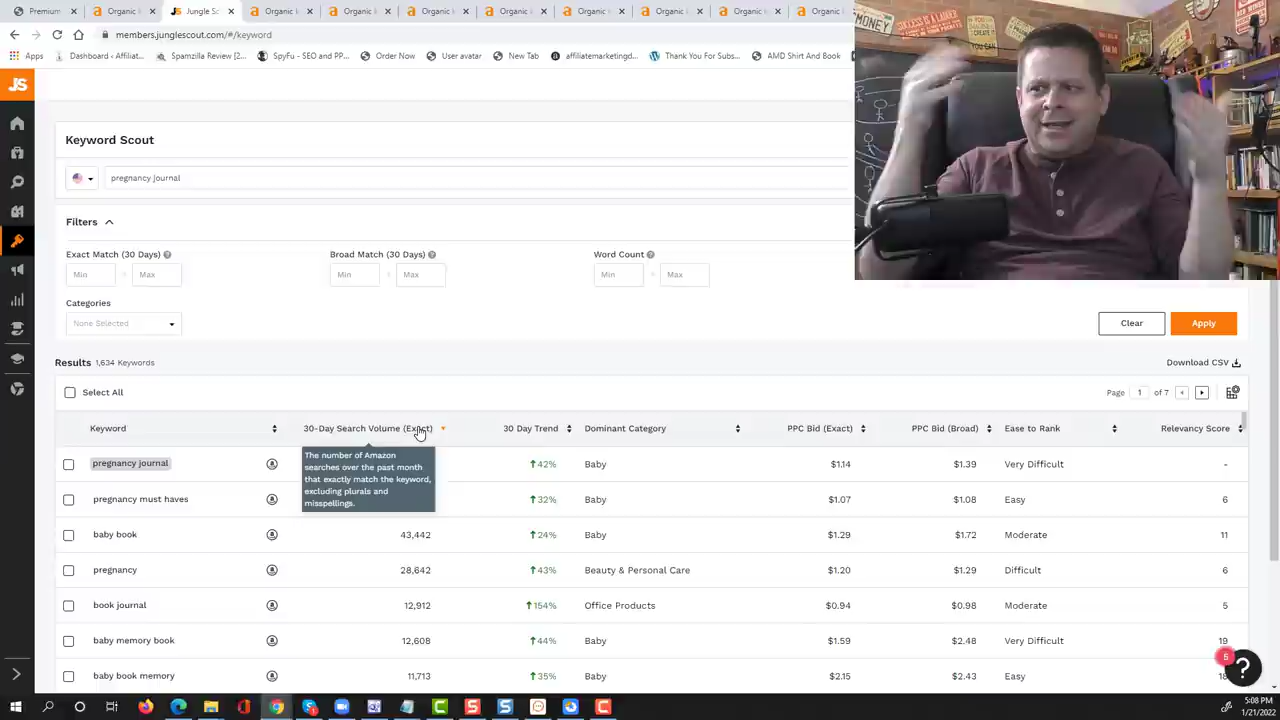 Premium
Jungle Sc
Organic k
Organic k
Organic k
Organic k
Organic k
Organic k
Organic k
Organic k
members.junglescout.com/#/keyword
Apps
Dashboard ‹ Affiliat...
Spamzilla Review [2...
SpyFu - SEO and PP...
Order Now
User avatar
New Tab
affiliatemarketingd...
Thank You For Subs...
AMD Shirt And Book
MONEY
SUCCESS IS A LAUGHER
JS
Keyword Scout
pregnancy journal
Filters
Exact Match (30 Days)
Broad Match (30 Days)
Word Count
Min
Max
Min
Max
Min
Max
Categories
None Selected
Clear
Apply
Results 1,634 Keywords
Download CSV
Select All
Page 1 of 7
Keyword 30-Day Search Volume (Exact) 30 Day Trend Dominant Category PPC Bid (Exact) PPC Bid (Broad) Ease to Rank Relevancy Score
The number of Amazon
searches over the past month
that exactly match the keyword,
excluding plurals and
misspellings.
pregnancy journal 42% Baby $1.14 $1.39 Very Difficult -
pregnancy must haves 32% Baby $1.07 $1.08 Easy 6
baby book 43,442 24% Baby $1.29 $1.72 Moderate 11
pregnancy 28,642 43% Beauty & Personal Care $1.20 $1.29 Difficult 6
book journal 12,912 154% Office Products $0.94 $0.98 Moderate 5
baby memory book 12,608 44% Baby $1.59 $2.48 Very Difficult 19
baby book memory 11,713 35% Baby $2.15 $2.43 Easy
5
?
5:08 PM
1/21/2022